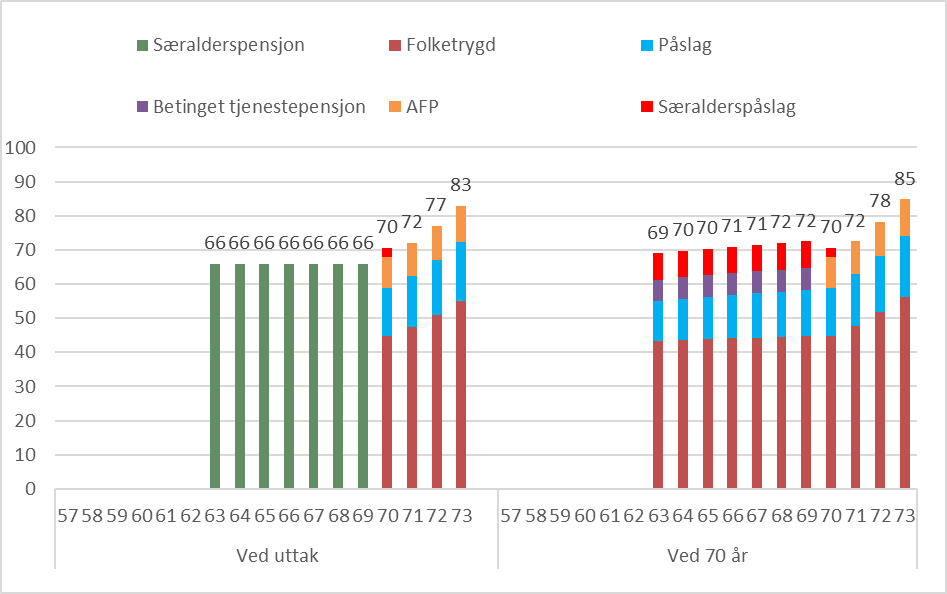 Særalderspensjon Folketrygd Påslag
Betinget tjenestepensjon AFP Særalderspåslag
100
90
80
70
60
50
40
30
20
10
0
66 66 66 66 66 66 66 70 72 77 83
69 70 70 71 71 72 72 70 72 78 85
57 58 59 60 61 62 63 64 65 66 67 68 69 70 71 72 73 57 58 59 60 61 62 63 64 65 66 67 68 69 70 71 72 73
Ved uttak Ved 70 år